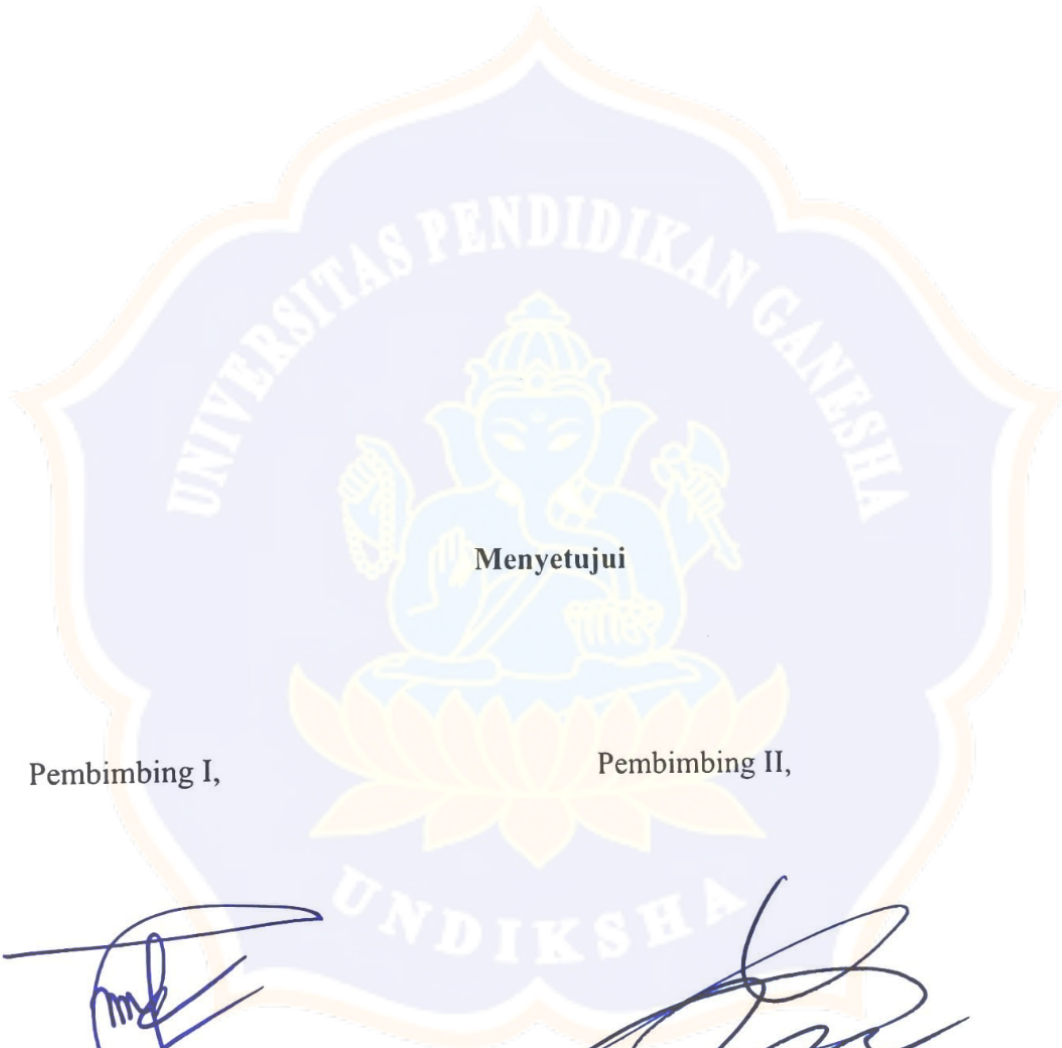 UNIVERSITAS PENDIDIKAN GANESHA
Menyetujui
Pembimbing I,
Pembimbing II,
UNDIKSHA